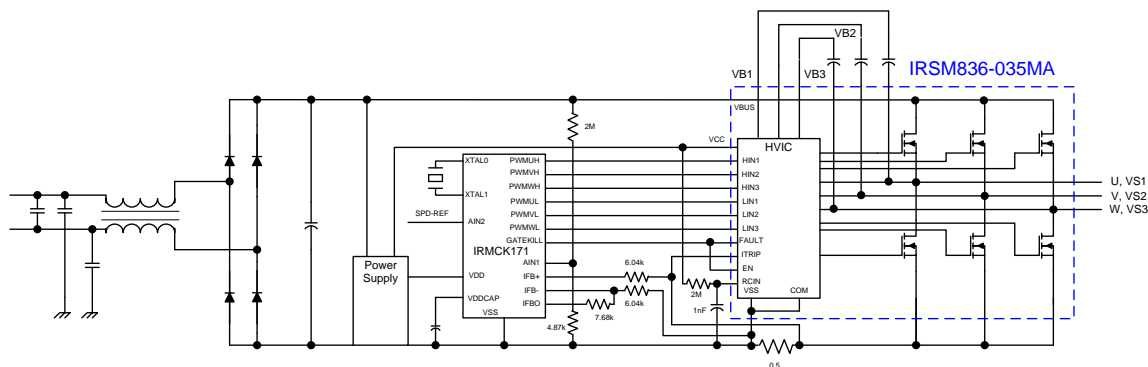 VB2
VB1
VB3
IRSM836-035MA
VBUS
2M
VCC
HVIC
XTAL0
XTAL1
SPD-REF
AIN2
IRMCK171
Power
Supply
VDD
VDDCAP
VSS
PWMUH
PWMVH
PWMWH
PWMUL
PWMVL
PWMWL
GATEKILL
AIN1
IFB+
IFB-
IFBO
6.04k
6.04k
7.68k
4.87k
2M
1nF
HIN1
HIN2
HIN3
LIN1
LIN2
LIN3
FAULT
ITRIP
EN
RCIN
VSS
COM
0.5
U, VS1
V, VS2
W, VS3